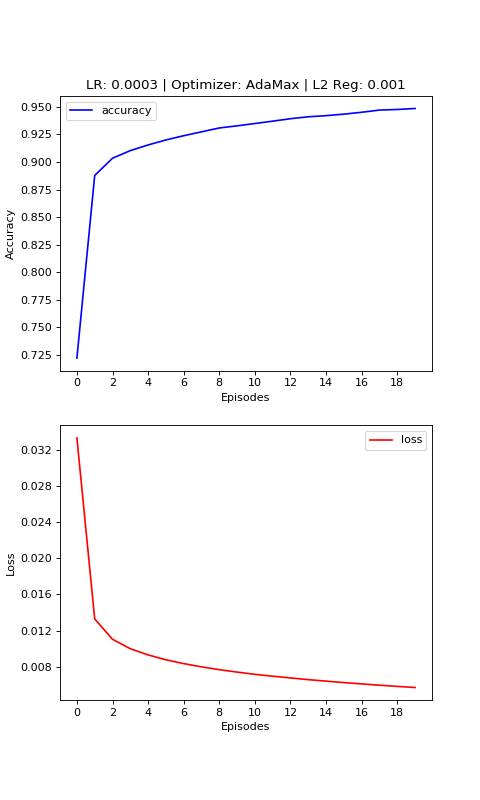 LR: 0.0003 | Optimizer: AdaMax | L2 Reg: 0.001
accuracy
0.950
0.925
0.900
0.875
0.850
0.825
0.800
0.775
0.750
0.725
Accuracy
0 2 4 6 8 10 12 14 16 18
Episodes
loss
0.032
0.028
0.024
0.020
0.016
0.012
0.008
Loss
0 2 4 6 8 10 12 14 16 18
Episodes